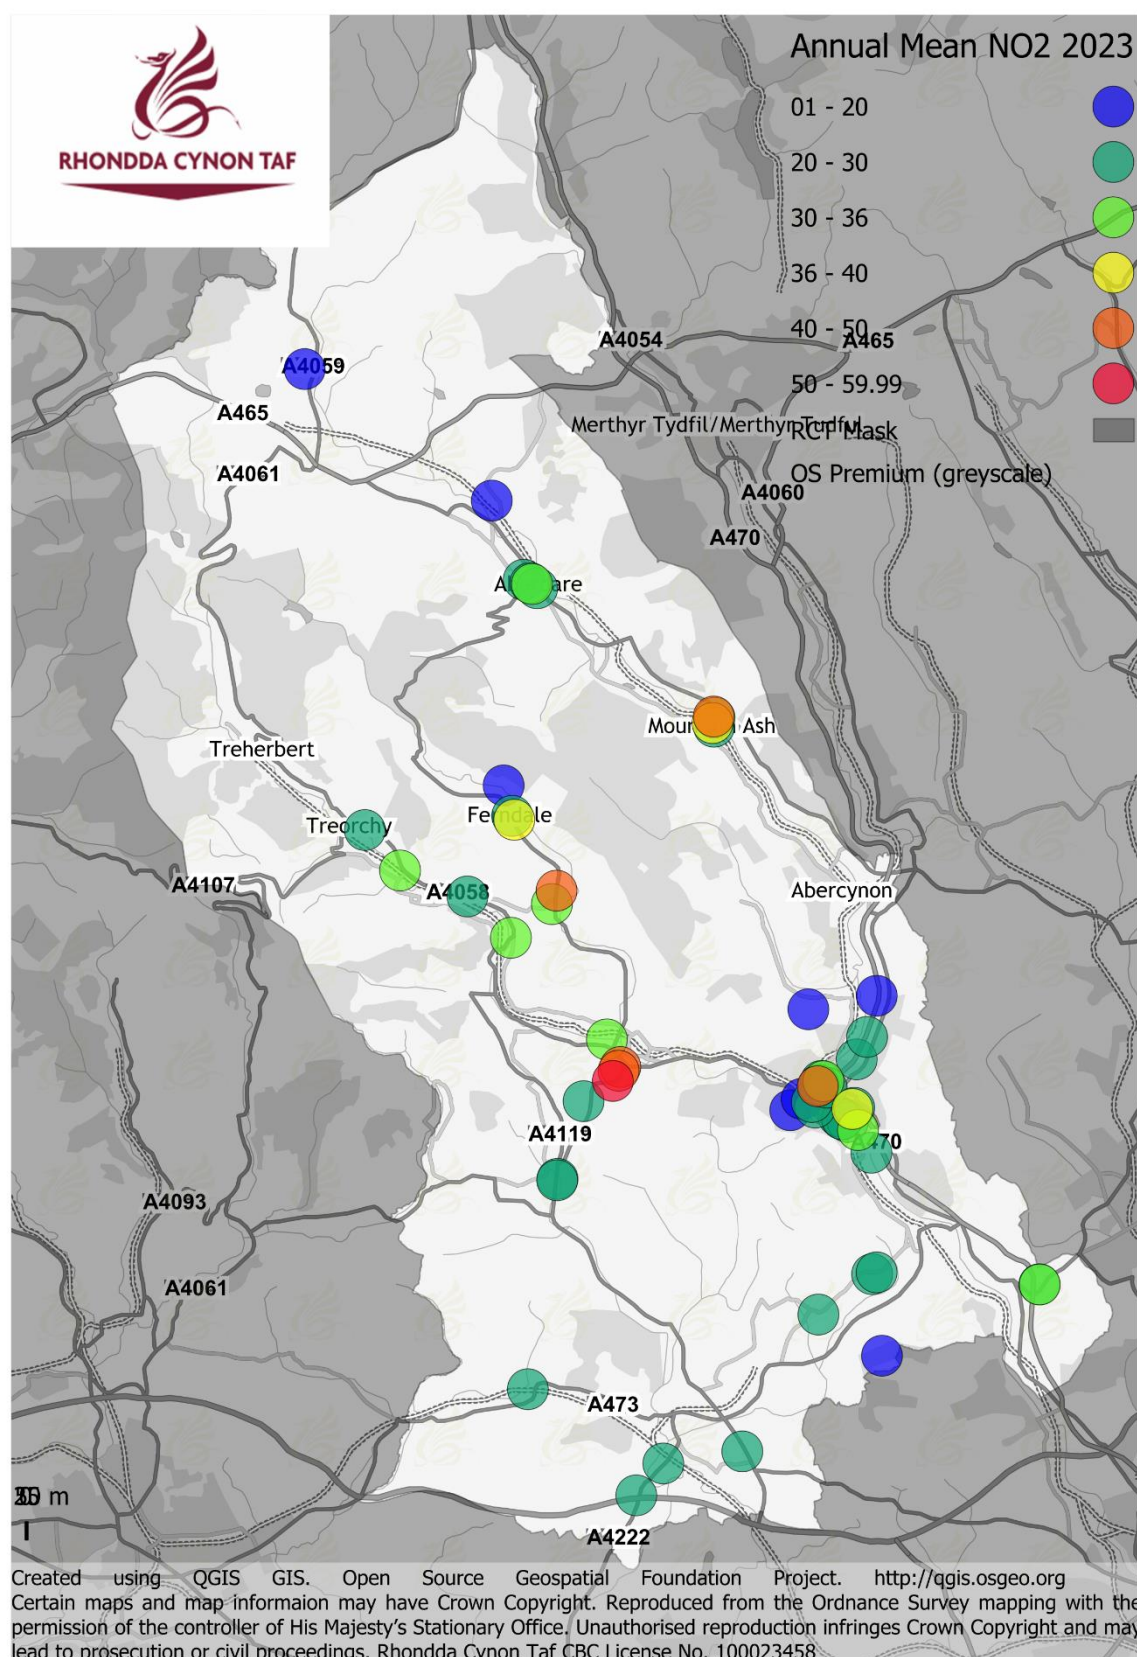 RHONDDA CYNON TAF
Annual Mean NO2 2023
01 - 20
20 - 30
30 - 36
36 - 40
40 - 50
50 - 59.99
RCT Mask
OS Premium (greyscale)
A4054
A465
A4059
A465
Merthyr Tydfil/Merthyr Tudful
A4061
A4060
A470
Mountain Ash
Treherbert
Ferndale
Treorchy
A4107
A4058
Abercynon
A4119
A470
A4093
A4061
A473
m
A4222
Created using QGIS GIS. Open Source Geospatial Foundation Project. http://qgis.osgeo.org
Certain maps and map informaion may have Crown Copyright. Reproduced from the Ordnance Survey mapping with the
permission of the controller of His Majesty's Stationary Office. Unauthorised reproduction infringes Crown Copyright and may
lead to prosecution or civil proceedings. Rhondda Cynon Taf CBC License No. 100023458